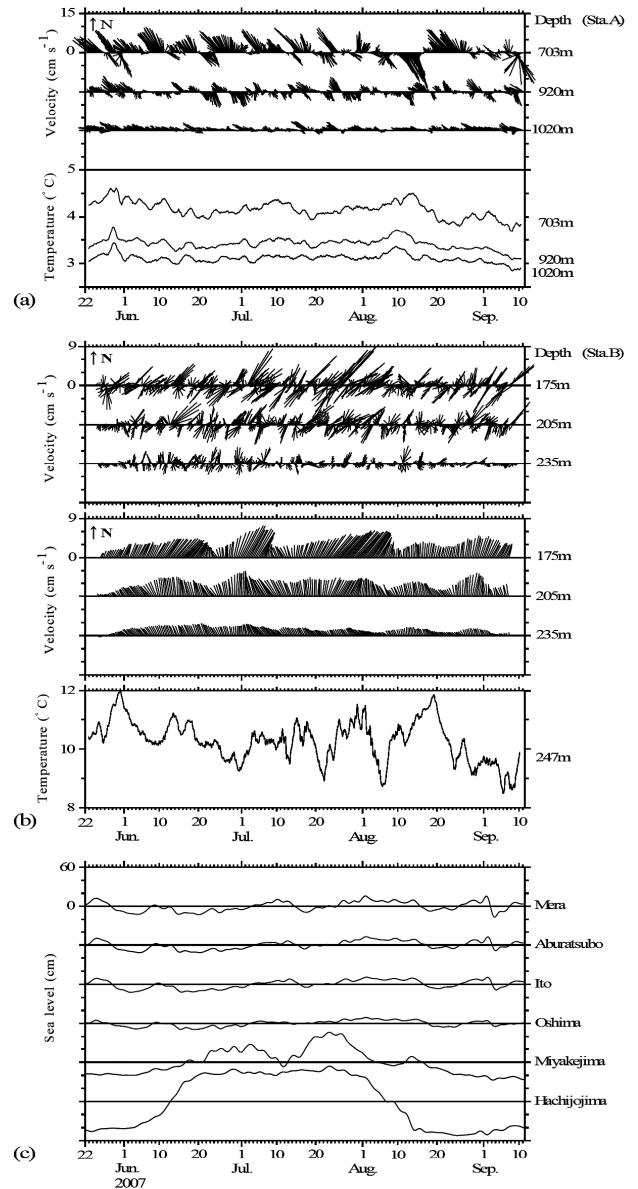 15
↑N
Depth (Sta.A)
0
703m
Velocity (cm s⁻¹)
920m
1020m
5
Temperature (°C)
4
703m
3
920m
1020m
(a)
22 1 10 20 1 10 20 1 10 20 1 10
Jun. Jul. Aug. Sep.
9
↑N
Depth (Sta.B)
0
175m
Velocity (cm s⁻¹)
205m
235m
9
↑N
0
175m
Velocity (cm s⁻¹)
205m
235m
12
Temperature (°C)
10
247m
8
(b)
22 1 10 20 1 10 20 1 10 20 1 10
Jun. Jul. Aug. Sep.
60
0
Mera
Aburatsubo
Sea level (cm)
Ito
Oshima
Miyakejima
Hachijojima
(c)
22 1 10 20 1 10 20 1 10 20 1 10
Jun. Jul. Aug. Sep.
2007